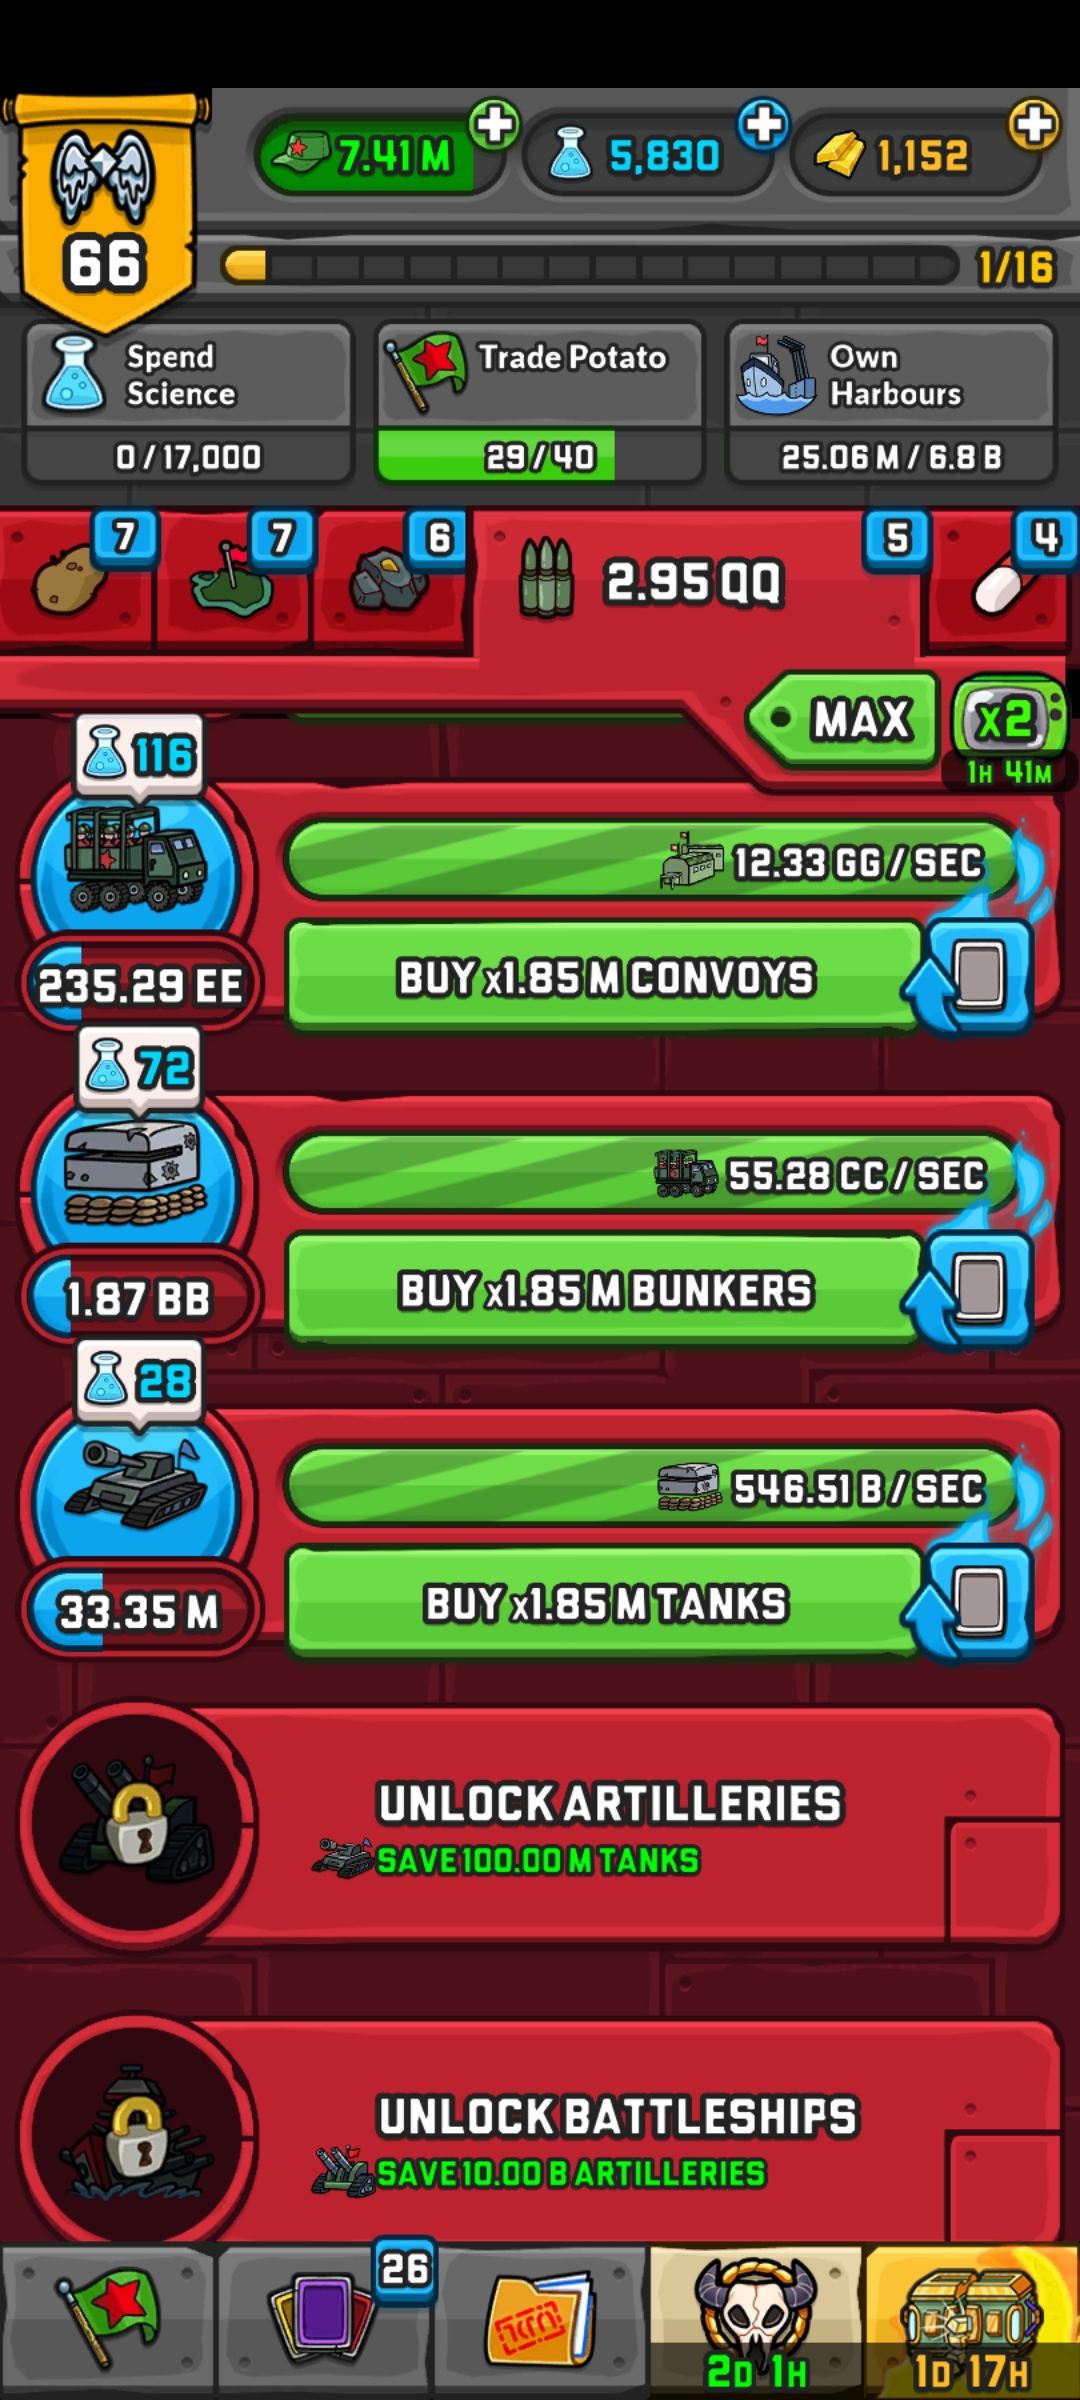 7.41 M
5,830
1,152
66
1/16
Spend
Science
0/17,000
Trade Potato
29/40
Own
Harbours
25.06 M / 6.8 B
7
7
6
2.95 QQ
5
4
MAX
x2
1H 41M
116
12.33 GG / SEC
235.29 EE
BUY x1.85 M CONVOYS
72
55.28 CC / SEC
1.87 BB
BUY x1.85 M BUNKERS
28
546.51 B / SEC
33.35 M
BUY x1.85 M TANKS
UNLOCK ARTILLERIES
SAVE 100.00 M TANKS
UNLOCK BATTLESHIPS
SAVE 10.00 B ARTILLERIES
26
2D 1H
1D 17H